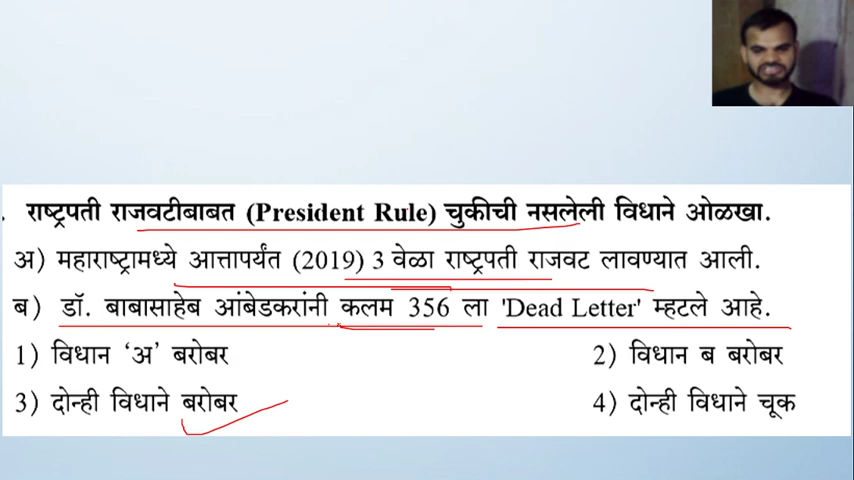 . राष्ट्रपती राजवटीबाबत (President Rule) चुकीची नसलेली विधाने ओळखा.
अ) महाराष्ट्रामध्ये आत्तापर्यंत (2019) 3 वेळा राष्ट्रपती राजवट लावण्यात आली.
ब) डॉ. बाबासाहेब आंबेडकरांनी कलम 356 ला 'Dead Letter' म्हटले आहे.
1) विधान ‘अ’ बरोबर 2) विधान ब बरोबर
3) दोन्ही विधाने बरोबर 4) दोन्ही विधाने चूक